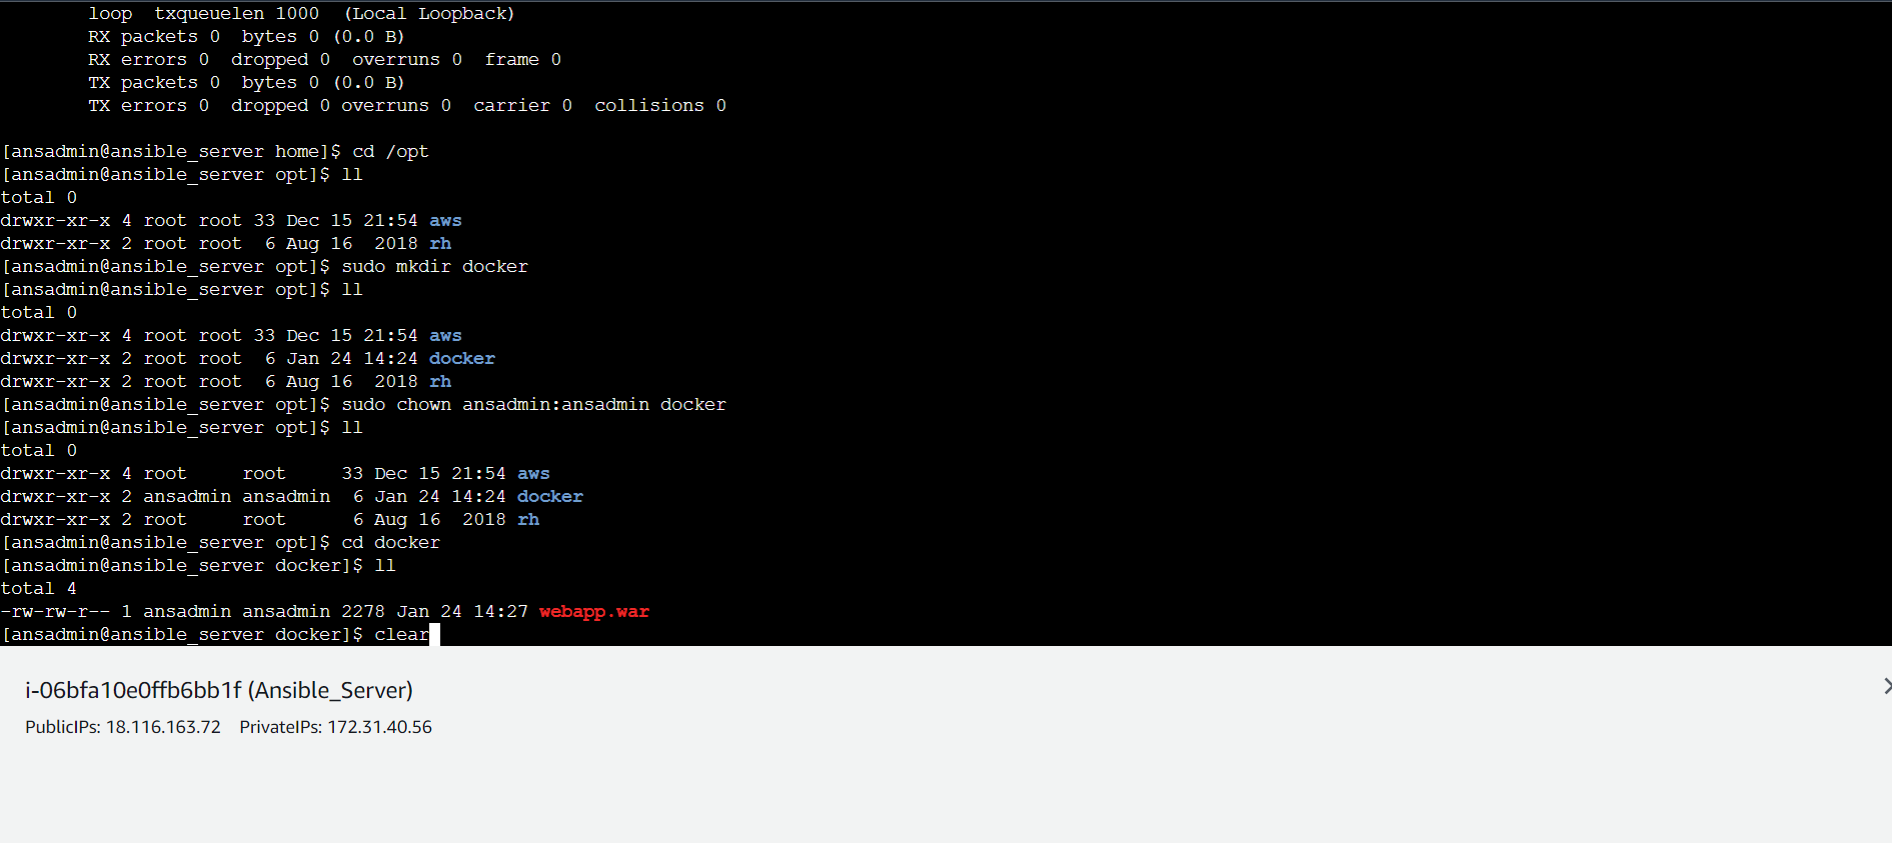 loop  txqueuelen 1000  (Local Loopback)
RX packets 0  bytes 0 (0.0 B)
RX errors 0  dropped 0  overruns 0  frame 0
TX packets 0  bytes 0 (0.0 B)
TX errors 0  dropped 0 overruns 0  carrier 0  collisions 0
[ansadmin@ansible_server home]$ cd /opt
[ansadmin@ansible_server opt]$ ll
total 0
drwxr-xr-x 4 root root 33 Dec 15 21:54 aws
drwxr-xr-x 2 root root  6 Aug 16  2018 rh
[ansadmin@ansible_server opt]$ sudo mkdir docker
[ansadmin@ansible_server opt]$ ll
total 0
drwxr-xr-x 4 root root 33 Dec 15 21:54 aws
drwxr-xr-x 2 root root  6 Jan 24 14:24 docker
drwxr-xr-x 2 root root  6 Aug 16  2018 rh
[ansadmin@ansible_server opt]$ sudo chown ansadmin:ansadmin docker
[ansadmin@ansible_server opt]$ ll
total 0
drwxr-xr-x 4 root     root     33 Dec 15 21:54 aws
drwxr-xr-x 2 ansadmin ansadmin  6 Jan 24 14:24 docker
drwxr-xr-x 2 root     root      6 Aug 16  2018 rh
[ansadmin@ansible_server opt]$ cd docker
[ansadmin@ansible_server docker]$ ll
total 4
-rw-rw-r-- 1 ansadmin ansadmin 2278 Jan 24 14:27 webapp.war
[ansadmin@ansible_server docker]$ clear
i-06bfa10e0ffb6bb1f (Ansible_Server)
PublicIPs: 18.116.163.72    PrivateIPs: 172.31.40.56